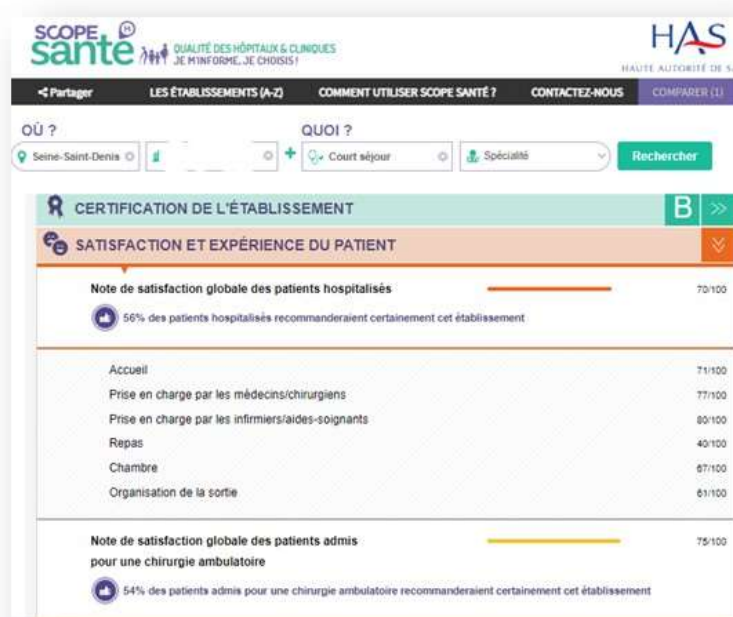 SCOPE
santé
QUALITÉ DES HÔPITAUX & CLINIQUES
JE M'INFORME, JE CHOISIS !
HAS
HAUTE AUTORITÉ DE S
Partager LES ÉTABLISSEMENTS (A-Z) COMMENT UTILISER SCOPE SANTÉ ? CONTACTEZ-NOUS COMPARER (1)
OÙ ? QUOI ?
Seine-Saint-Denis + Court séjour Spécialité Rechercher
CERTIFICATION DE L'ÉTABLISSEMENT B
SATISFACTION ET EXPÉRIENCE DU PATIENT
Note de satisfaction globale des patients hospitalisés 70/100
56% des patients hospitalisés recommanderaient certainement cet établissement
Accueil 71/100
Prise en charge par les médecins/chirurgiens 77/100
Prise en charge par les infirmiers/aides-soignants 80/100
Repas 40/100
Chambre 67/100
Organisation de la sortie 61/100
Note de satisfaction globale des patients admis 75/100
pour une chirurgie ambulatoire
54% des patients admis pour une chirurgie ambulatoire recommanderaient certainement cet établissement